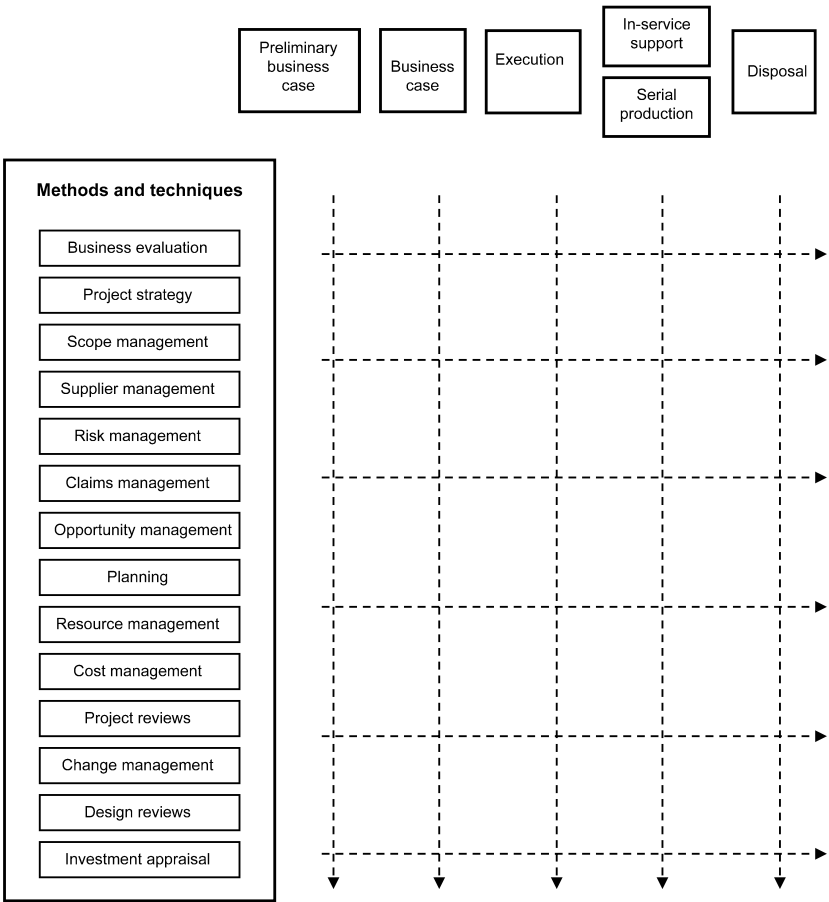 Preliminary
business
case
Business
case
Execution
In-service
support
Serial
production
Disposal
Methods and techniques
Business evaluation
Project strategy
Scope management
Supplier management
Risk management
Claims management
Opportunity management
Planning
Resource management
Cost management
Project reviews
Change management
Design reviews
Investment appraisal